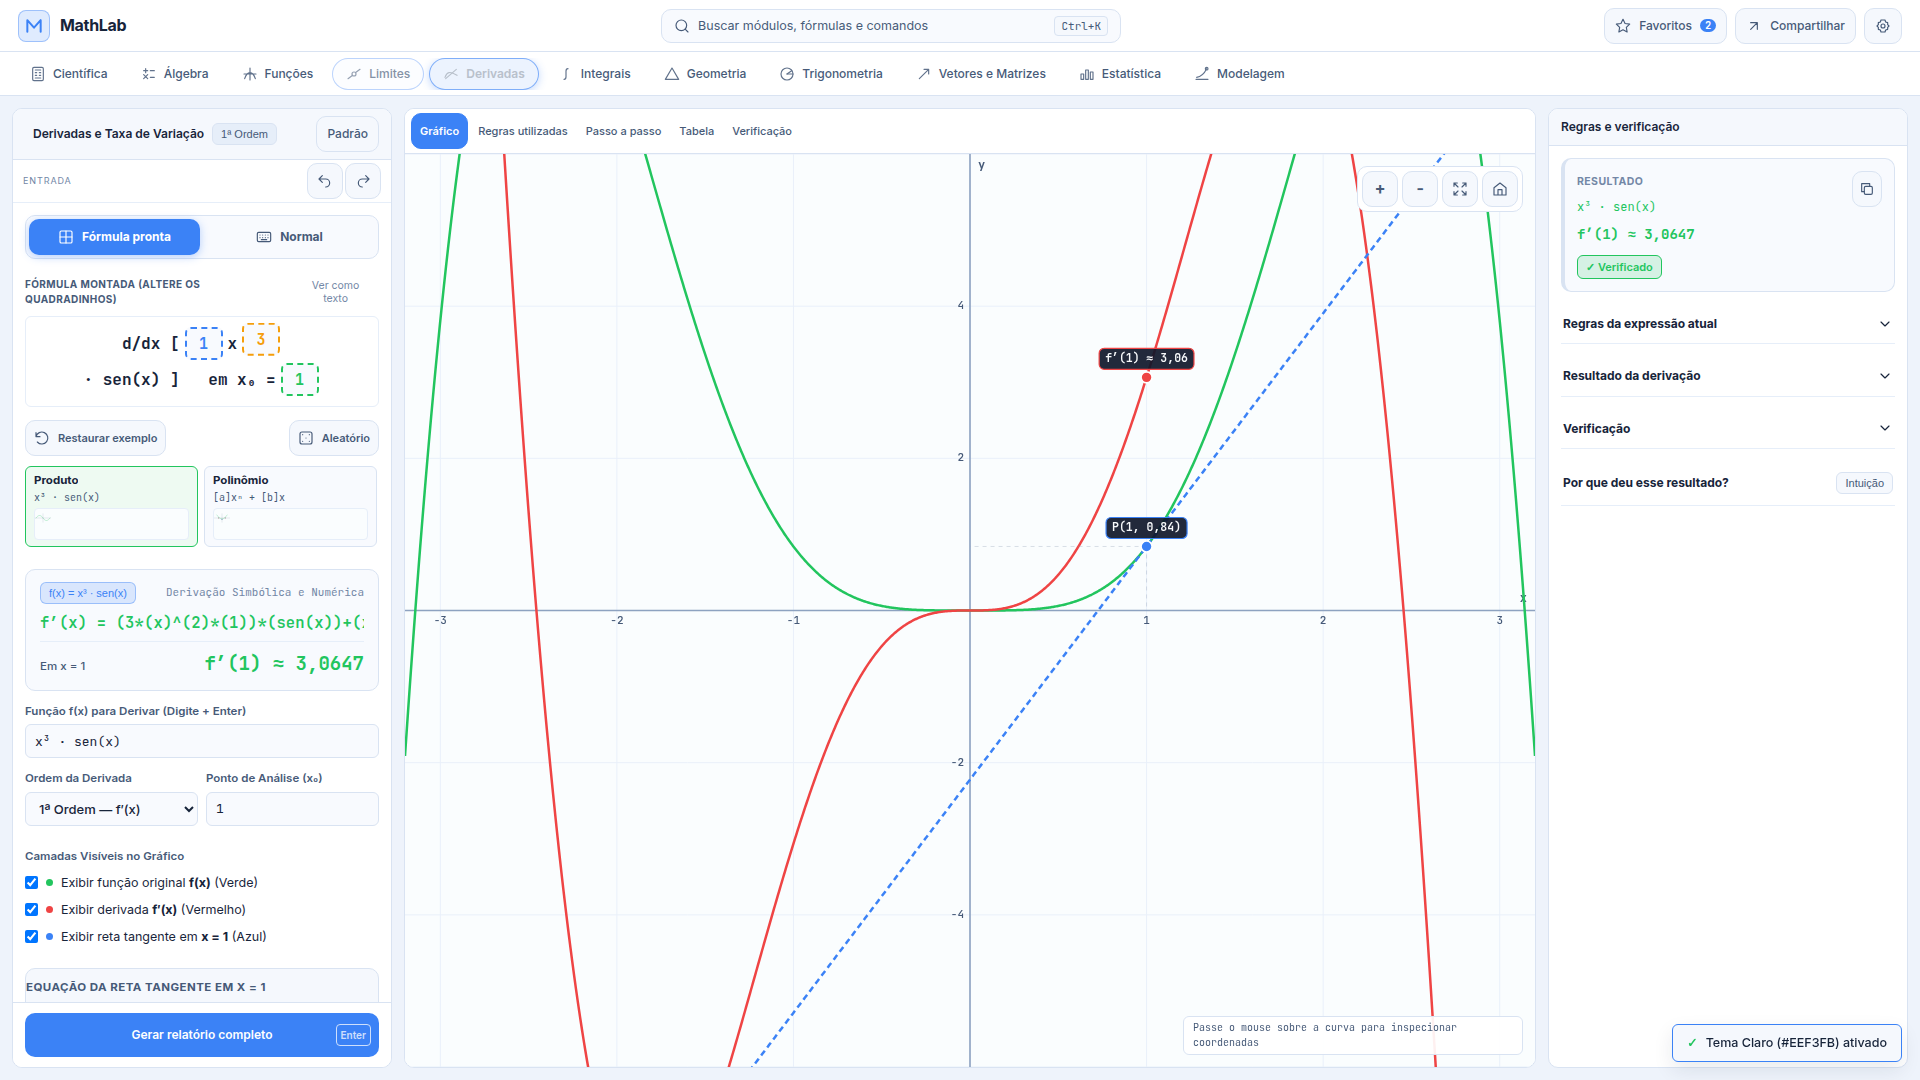 MathLab
Buscar módulos, fórmulas e comandos
Ctrl+K
Favoritos 2
Compartilhar
Científica
Álgebra
Funções
Limites
Derivadas
Integrais
Geometria
Trigonometria
Vetores e Matrizes
Estatística
Modelagem
Derivadas e Taxa de Variação
1ª Ordem
Padrão
ENTRADA
Fórmula pronta
Normal
FÓRMULA MONTADA (ALTERE OS
QUADRADINHOS)
Ver como
texto
d/dx [ 1 x 3
· sen(x) ] em x₀ = 1
Restaurar exemplo
Aleatório
Produto
x³ · sen(x)
Polinômio
[a]xⁿ + [b]x
f(x) = x³ · sen(x)
Derivação Simbólica e Numérica
f’(x) = (3*(x)^(2)*(1))*(sen(x))+(
Em x = 1
f’(1) ≈ 3,0647
Função f(x) para Derivar (Digite + Enter)
x³ · sen(x)
Ordem da Derivada
Ponto de Análise (x₀)
1ª Ordem — f’(x)
1
Camadas Visíveis no Gráfico
Exibir função original f(x) (Verde)
Exibir derivada f’(x) (Vermelho)
Exibir reta tangente em x = 1 (Azul)
EQUAÇÃO DA RETA TANGENTE EM X = 1
Gerar relatório completo
Enter
Gráfico
Regras utilizadas
Passo a passo
Tabela
Verificação
+
-
y
4
2
-2
-4
-3
-2
-1
1
2
3
x
f’(1) ≈ 3,06
P(1, 0,84)
Passe o mouse sobre a curva para inspecionar
coordenadas
Regras e verificação
RESULTADO
x³ · sen(x)
f’(1) ≈ 3,0647
✓ Verificado
Regras da expressão atual
Resultado da derivação
Verificação
Por que deu esse resultado?
Intuição
✓ Tema Claro (#EEF3FB) ativado